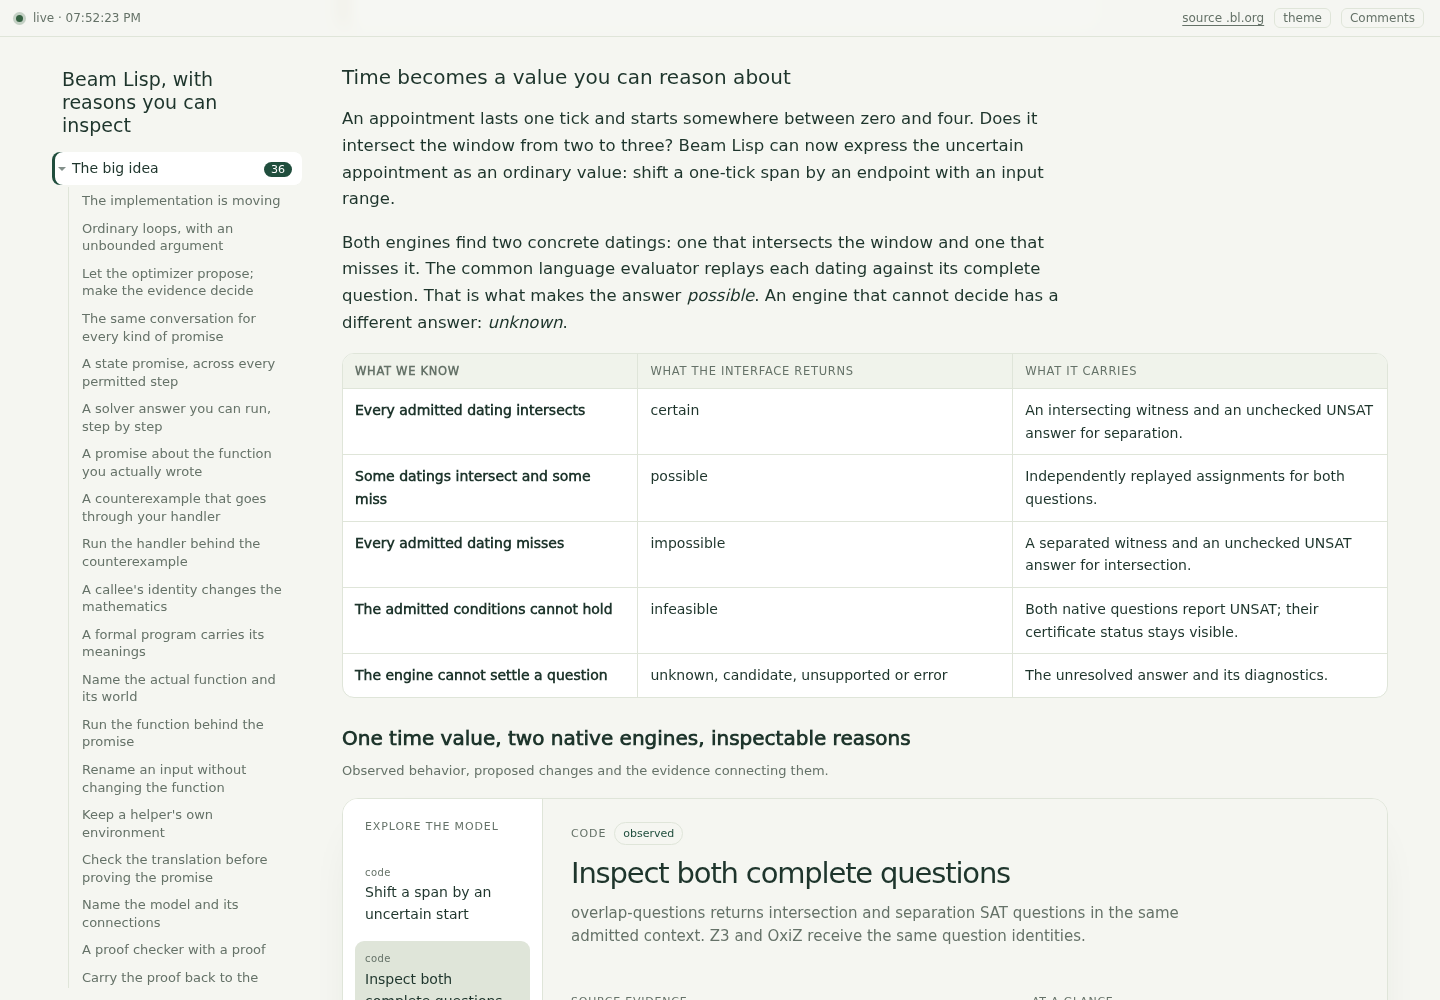 live · 07:52:23 PM
source .bl.org
theme
Comments
Beam Lisp, with
reasons you can
inspect
The big idea
36
The implementation is moving
Ordinary loops, with an
unbounded argument
Let the optimizer propose;
make the evidence decide
The same conversation for
every kind of promise
A state promise, across every
permitted step
A solver answer you can run,
step by step
A promise about the function
you actually wrote
A counterexample that goes
through your handler
Run the handler behind the
counterexample
A callee's identity changes the
mathematics
A formal program carries its
meanings
Name the actual function and
its world
Run the function behind the
promise
Rename an input without
changing the function
Keep a helper's own
environment
Check the translation before
proving the promise
Name the model and its
connections
A proof checker with a proof
Carry the proof back to the
Time becomes a value you can reason about
An appointment lasts one tick and starts somewhere between zero and four. Does it
intersect the window from two to three? Beam Lisp can now express the uncertain
appointment as an ordinary value: shift a one-tick span by an endpoint with an input
range.
Both engines find two concrete datings: one that intersects the window and one that
misses it. The common language evaluator replays each dating against its complete
question. That is what makes the answer possible. An engine that cannot decide has a
different answer: unknown.
WHAT WE KNOW
WHAT THE INTERFACE RETURNS
WHAT IT CARRIES
Every admitted dating intersects
certain
An intersecting witness and an unchecked UNSAT
answer for separation.
Some datings intersect and some
miss
possible
Independently replayed assignments for both
questions.
Every admitted dating misses
impossible
A separated witness and an unchecked UNSAT
answer for intersection.
The admitted conditions cannot hold
infeasible
Both native questions report UNSAT; their
certificate status stays visible.
The engine cannot settle a question
unknown, candidate, unsupported or error
The unresolved answer and its diagnostics.
One time value, two native engines, inspectable reasons
Observed behavior, proposed changes and the evidence connecting them.
EXPLORE THE MODEL
code
Shift a span by an
uncertain start
code
Inspect both
complete questions
CODE
observed
Inspect both complete questions
overlap-questions returns intersection and separation SAT questions in the same
admitted context. Z3 and OxiZ receive the same question identities.
SOURCE EVIDENCE
AT A GLANCE